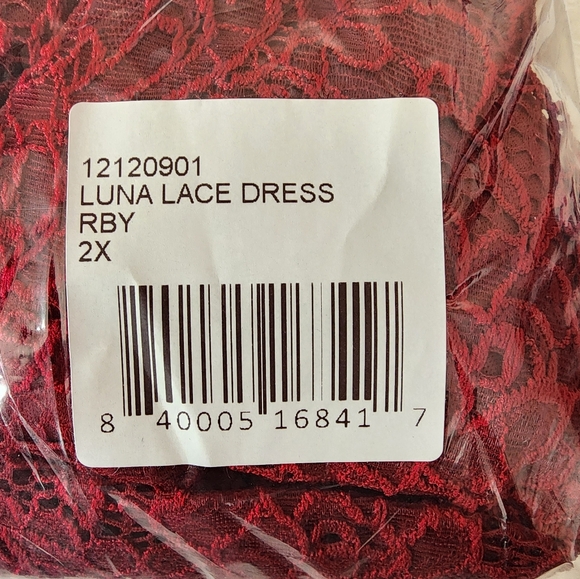 12120901
LUNA LACE DRESS
RBY
2X
8 40005 16841 7